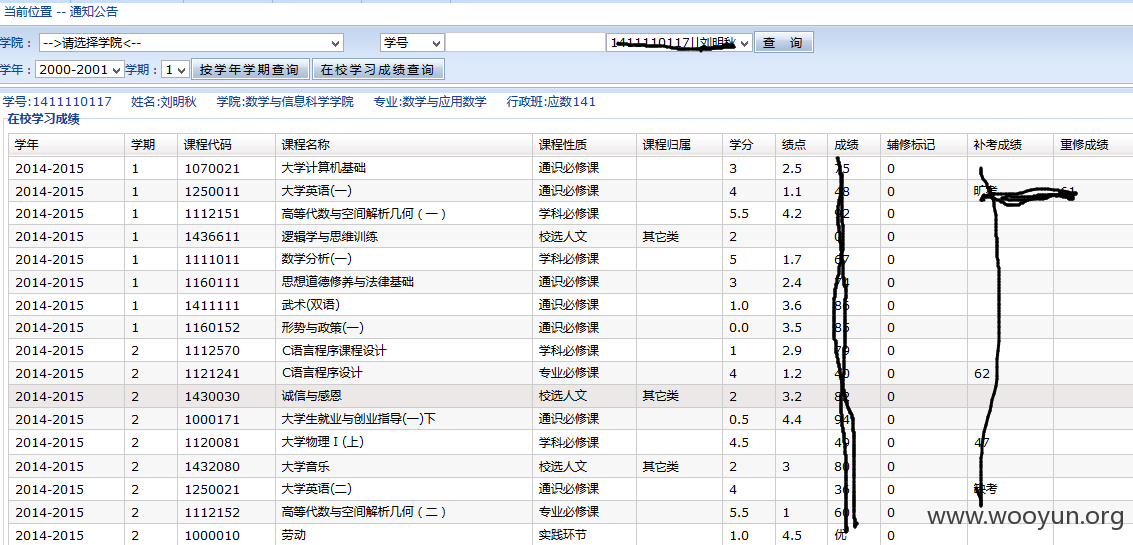 当前位置 -- 通知公告
学院： -->请选择学院<-- 学号 查 询
学年： 2000-2001 学期： 1 按学年学期查询 在校学习成绩查询
学号:1411110117 姓名:刘明秋 学院:数学与信息科学学院 专业:数学与应用数学 行政班:应数141
在校学习成绩
学年 学期 课程代码 课程名称 课程性质 课程归属 学分 绩点 成绩 辅修标记 补考成绩 重修成绩
2014-2015 1 1070021 大学计算机基础 通识必修课 3 2.5 0
2014-2015 1 1250011 大学英语(一) 通识必修课 4 1.1 0
2014-2015 1 1112151 高等代数与空间解析几何（一） 学科必修课 5.5 4.2 0
2014-2015 1 1436611 逻辑学与思维训练 校选人文 其它类 2 0
2014-2015 1 1111011 数学分析(一) 学科必修课 5 1.7 0
2014-2015 1 1160111 思想道德修养与法律基础 通识必修课 3 2.4 0
2014-2015 1 1411111 武术(双语) 通识必修课 1.0 3.6 0
2014-2015 1 1160152 形势与政策(一) 通识必修课 0.0 3.5 0
2014-2015 2 1112570 C语言程序课程设计 学科必修课 1 2.9 0
2014-2015 2 1121241 C语言程序设计 专业必修课 4 1.2 0 62
2014-2015 2 1430030 诚信与感恩 校选人文 其它类 2 3.2 0
2014-2015 2 1000171 大学生就业与创业指导(一)下 通识必修课 0.5 4.4 94 0
2014-2015 2 1120081 大学物理Ⅰ(上) 学科必修课 4.5 0 47
2014-2015 2 1432080 大学音乐 校选人文 其它类 2 3 80 0
2014-2015 2 1250021 大学英语(二) 通识必修课 4 36 0 缺考
2014-2015 2 1112152 高等代数与空间解析几何（二） 专业必修课 5.5 1 60 0
2014-2015 2 1000010 劳动 实践环节 1.0 4.5 优 0
www.wooyun.org